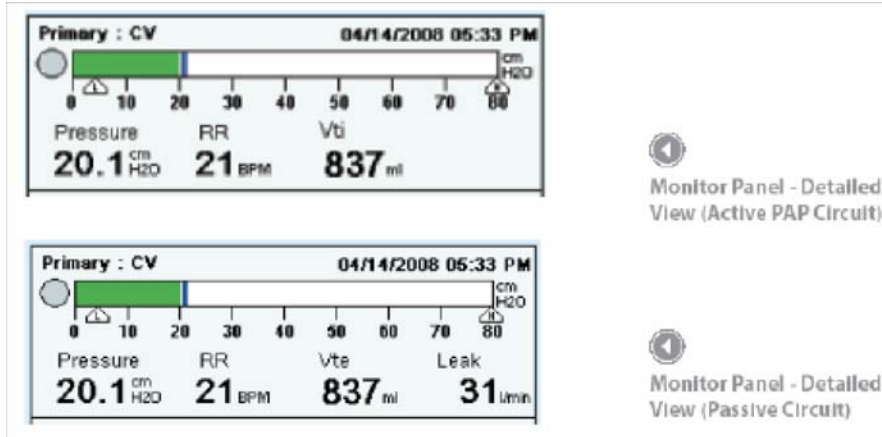 Primary : CV 04/14/2008 05:33 PM
cm
H2O
L H
0 10 20 30 40 50 60 70 80
Pressure RR Vti
20.1 cm H2O 21 BPM 837 ml
Monitor Panel - Detailed
View (Active PAP Circuit)
Primary : CV 04/14/2008 05:33 PM
cm
H2O
L H
0 10 20 30 40 50 60 70 80
Pressure RR Vte Leak
20.1 cm H2O 21 BPM 837 ml 31 l/min
Monitor Panel - Detailed
View (Passive Circuit)